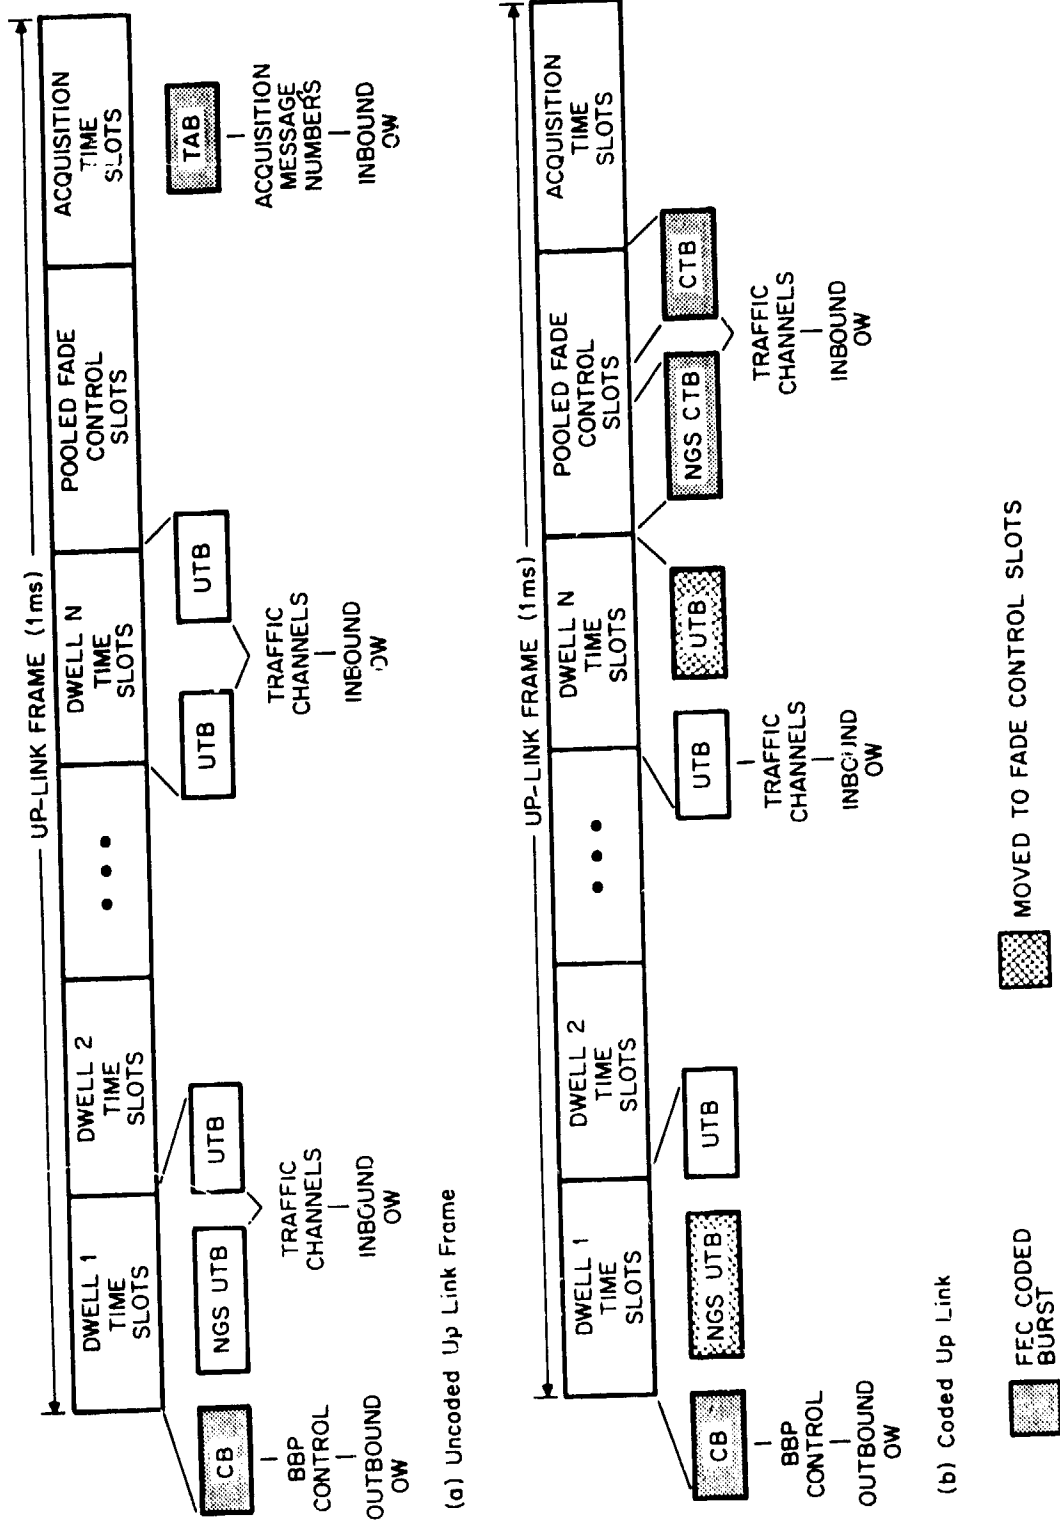 UP-LINK FRAME (1ms)
DWELL 1
TIME
SLOTS
DWELL 2
TIME
SLOTS
• • •
DWELL N
TIME
SLOTS
POOLED FADE
CONTROL
SLOTS
ACQUISITION
TIME
SLOTS
CB
BBP
CONTROL
OUTBOUND
OW
NGS UTB
UTB
TRAFFIC
CHANNELS
INBOUND
OW
UTB
UTB
TRAFFIC
CHANNELS
INBOUND
OW
TAB
ACQUISITION
MESSAGE
NUMBERS
INBOUND
OW
(a) Uncoded Up Link Frame
UP-LINK FRAME (1ms)
DWELL 1
TIME
SLOTS
DWELL 2
TIME
SLOTS
• • •
DWELL N
TIME
SLOTS
POOLED FADE
CONTROL
SLOTS
ACQUISITION
TIME
SLOTS
CB
BBP
CONTROL
OUTBOUND
OW
NGS UTB
UTB
UTB
TRAFFIC
CHANNELS
INBOUND
OW
UTB
NGS CTB
CTB
TRAFFIC
CHANNELS
INBOUND
OW
(b) Coded Up Link
FEC CODED
BURST
MOVED TO FADE CONTROL SLOTS